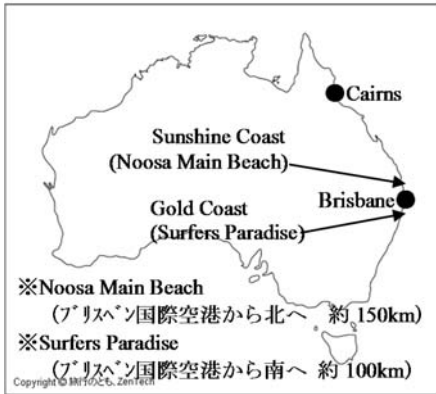 Cairns
Sunshine Coast
(Noosa Main Beach)
Brisbane
Gold Coast
(Surfers Paradise)
※Noosa Main Beach
(ブリスベン国際空港から北へ 約150km)
※Surfers Paradise
(ブリスベン国際空港から南へ 約100km)
Copyright © 旅行のとも、ZenTech